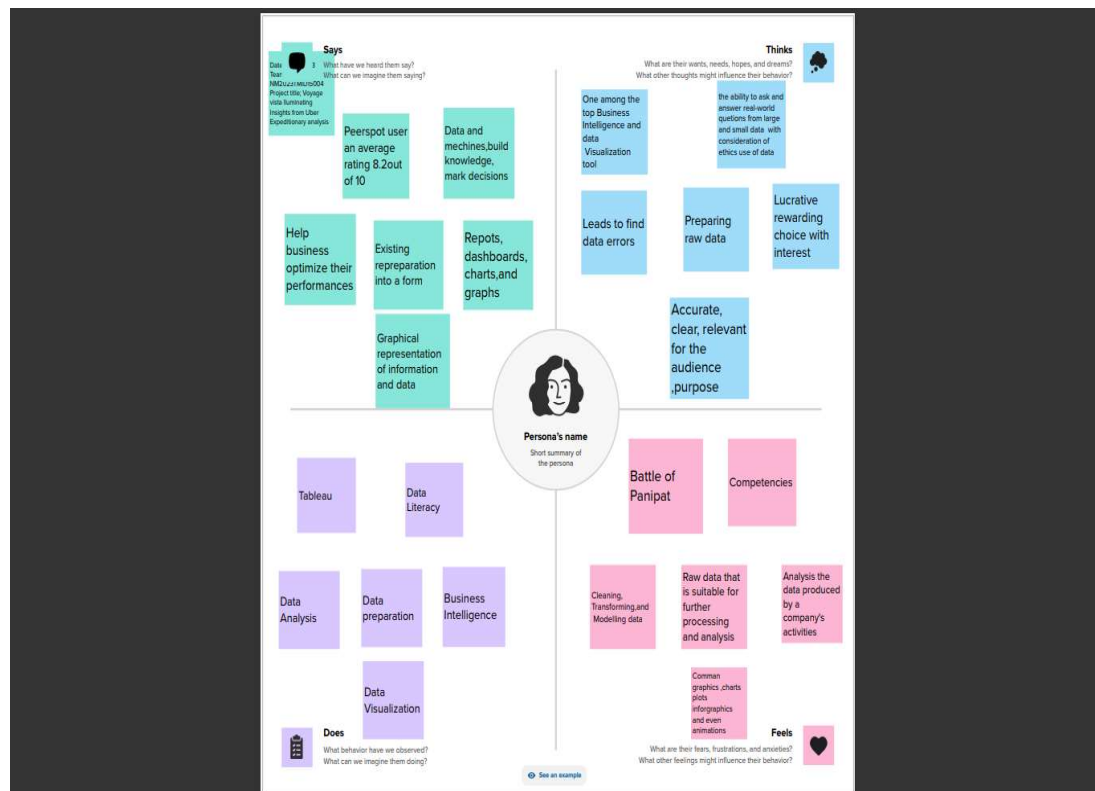 Says
What have we heard them say?
What can we imagine them saying?
Date
3
Team
Project title; Voyage
vista Iluminating
Insights from Uber
Expeditionary analysis
Peerspot user
an average
rating 8.2out
of 10
Data and
mechines,build
knowledge,
mark decisions
Help
business
optimize their
performances
Existing
repreparation
into a form
Repots,
dashboards,
charts,and
graphs
Graphical
representation
of information
and data
Thinks
What are their wants, needs, hopes, and dreams?
What other thoughts might influence their behavior?
One among the
top Business
Intelligence and
data
Visualization
tool
the ability to ask and
answer real-world
quetions from large
and small data with
consideration of
ethics use of data
Leads to find
data errors
Preparing
raw data
Lucrative
rewarding
choice with
interest
Accurate,
clear, relevant
for the
audience
,purpose
Persona's name
Short summary of
the persona
Tableau
Data
Literacy
Data
Analysis
Data
preparation
Business
Intelligence
Data
Visualization
Does
What behavior have we observed?
What can we imagine them doing?
Battle of
Panipat
Competencies
Cleaning,
Transforming,and
Modelling data
Raw data that
is suitable for
further
processing
and analysis
Analysis the
data produced
by a
company's
activities
Comman
graphics ,charts
plots
inforgraphics
and even
animations
Feels
What are their fears, frustrations, and anxieties?
What other feelings might influence their behavior?
See an example